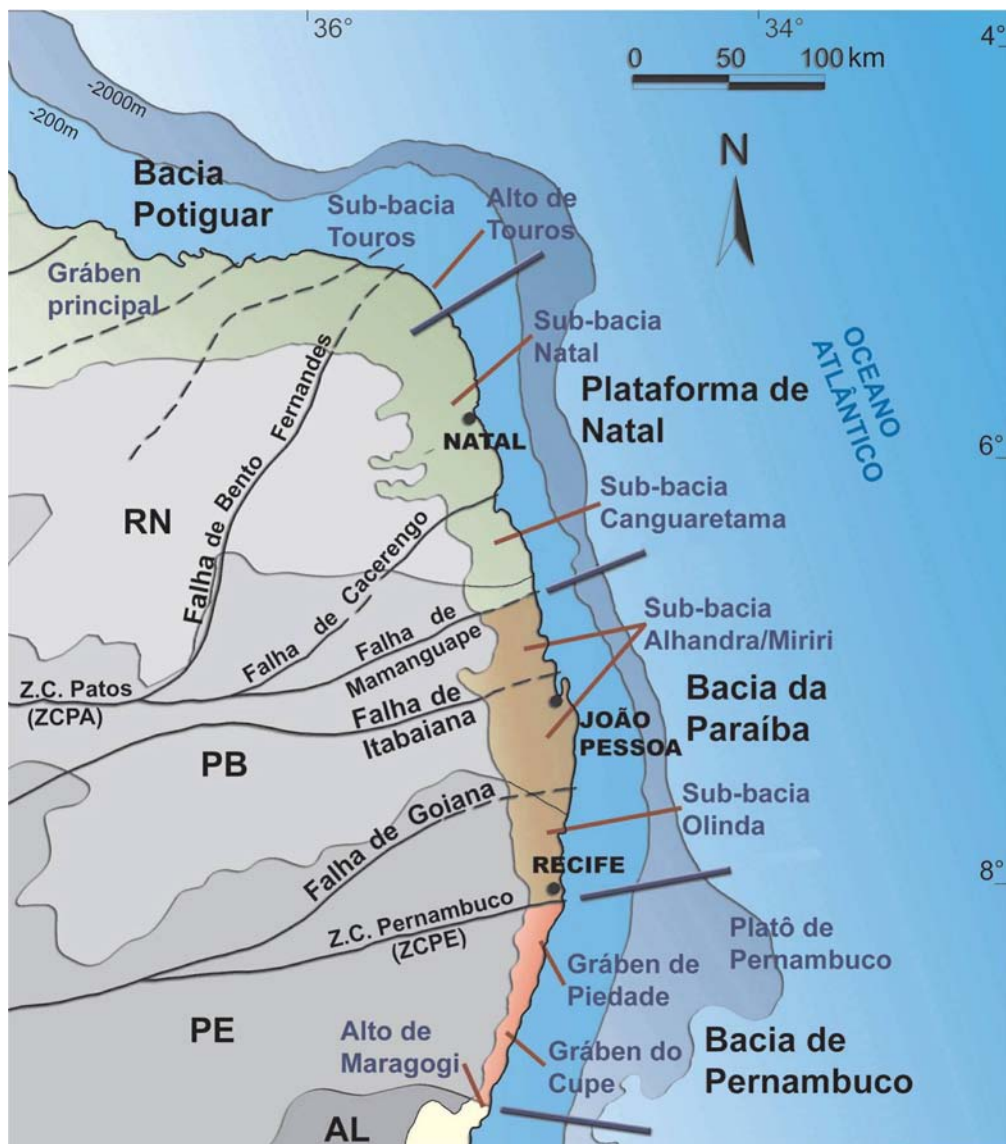 36°
34°
4°
0 50 100 km
-2000m
-200m
N
Bacia
Potiguar
Sub-bacia
Touros
Alto de
Touros
Gráben
principal
Sub-bacia
Natal
OCEANO
ATLÂNTICO
Falha de Bento Fernandes
Plataforma de
Natal
NATAL
6°
Sub-bacia
Canguaretama
RN
Falha de Cacerengo
Falha de
Mamanguape
Sub-bacia
Alhandra/Miriri
Z.C. Patos
(ZCPA)
Falha de
Itabaiana
Bacia da
Paraíba
JOÃO
PESSOA
PB
Falha de Goiana
Sub-bacia
Olinda
RECIFE
8°
Z.C. Pernambuco
(ZCPE)
Platô de
Pernambuco
Gráben de
Piedade
PE
Alto de
Maragogi
Gráben do
Cupe
Bacia de
Pernambuco
AL